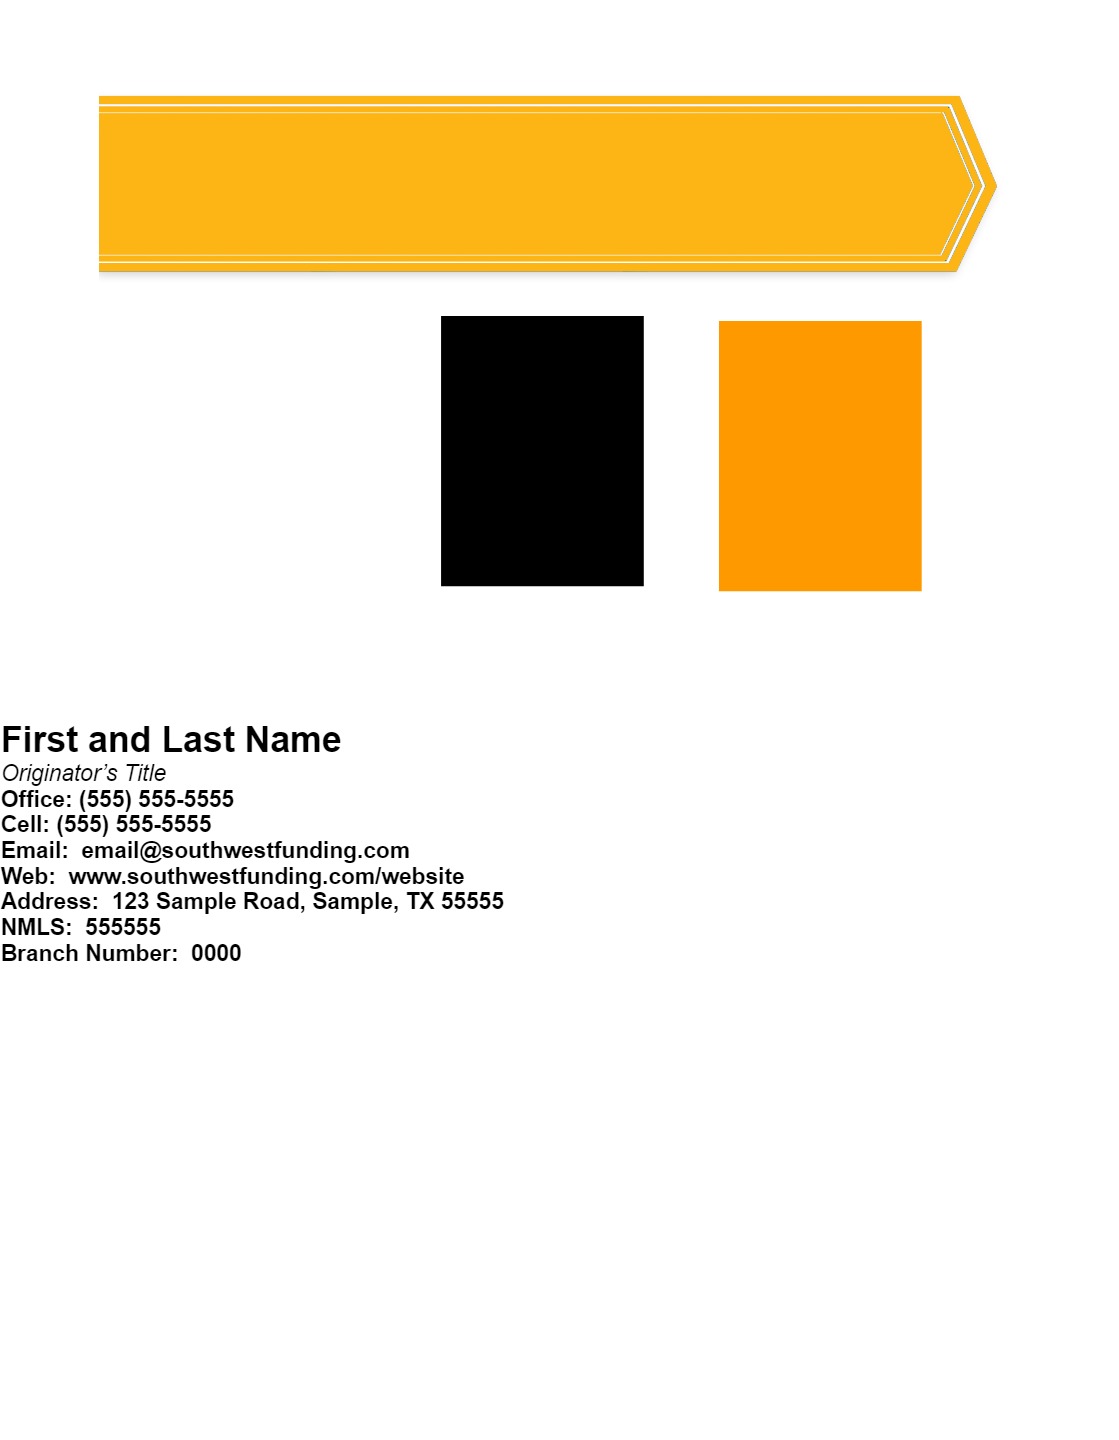 First and Last Name
Originator’s Title
Office: (555) 555-5555
Cell: (555) 555-5555
Email:  email@southwestfunding.com
Web:  www.southwestfunding.com/website
Address:  123 Sample Road, Sample, TX 55555
NMLS:  555555
Branch Number:  0000